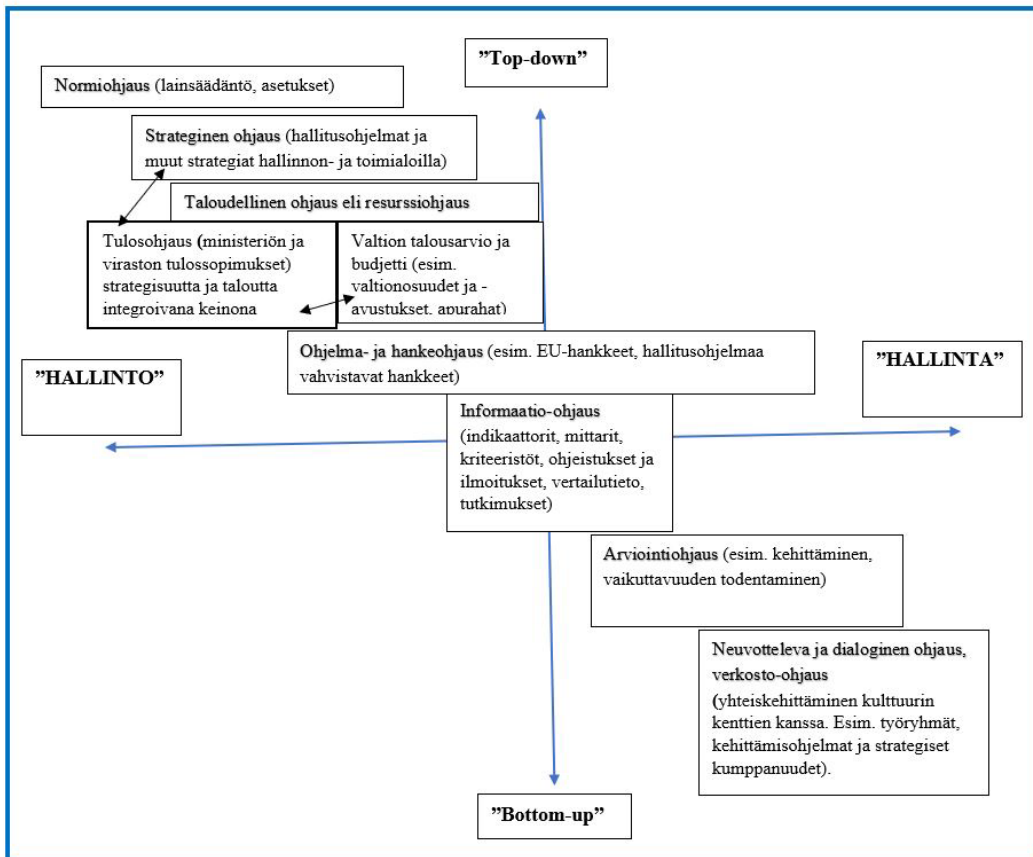 ”Top-down”
Normiohjaus (lainsäädäntö, asetukset)
Strateginen ohjaus (hallitusohjelmat ja
muut strategiat hallinnon- ja toimialoilla)
Taloudellinen ohjaus eli resurssiohjaus
Tulosohjaus (ministeriön ja
viraston tulossopimukset)
strategisuutta ja taloutta
integroivana keinona
Valtion talousarvio ja
budjetti (esim.
valtionosuudet ja -
avustukset, apurahat)
Ohjelma- ja hankeohjaus (esim. EU-hankkeet, hallitusohjelmaa
vahvistavat hankkeet)
”HALLINTO”
”HALLINTA”
Informaatio-ohjaus
(indikaattorit, mittarit,
kriteeristöt, ohjeistukset ja
ilmoitukset, vertailutieto,
tutkimukset)
Arviointiohjaus (esim. kehittäminen,
vaikuttavuuden todentaminen)
Neuvotteleva ja dialoginen ohjaus,
verkosto-ohjaus
(yhteiskehittäminen kulttuurin
kenttien kanssa. Esim. työryhmät,
kehittämisohjelmat ja strategiset
kumppanuudet).
”Bottom-up”